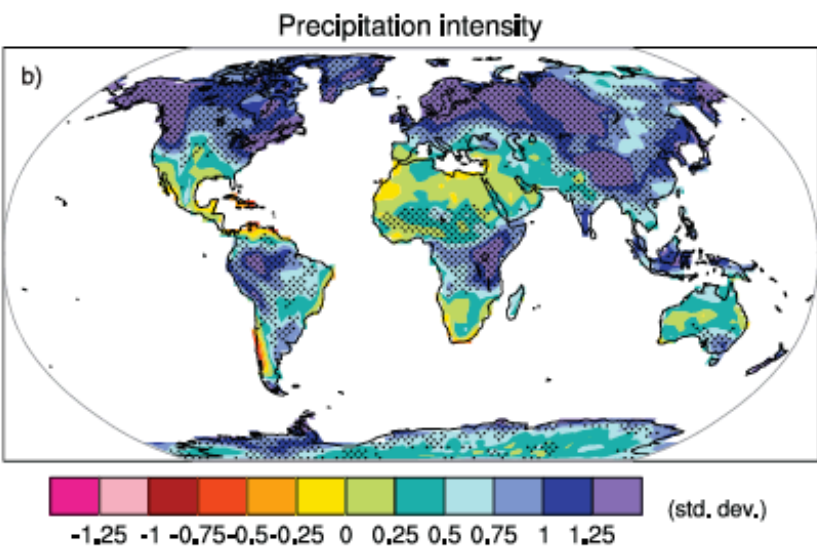 Precipitation intensity
b)
-1,25 -1 -0,75-0,5-0,25 0 0,25 0,5 0,75 1 1,25
(std. dev.)